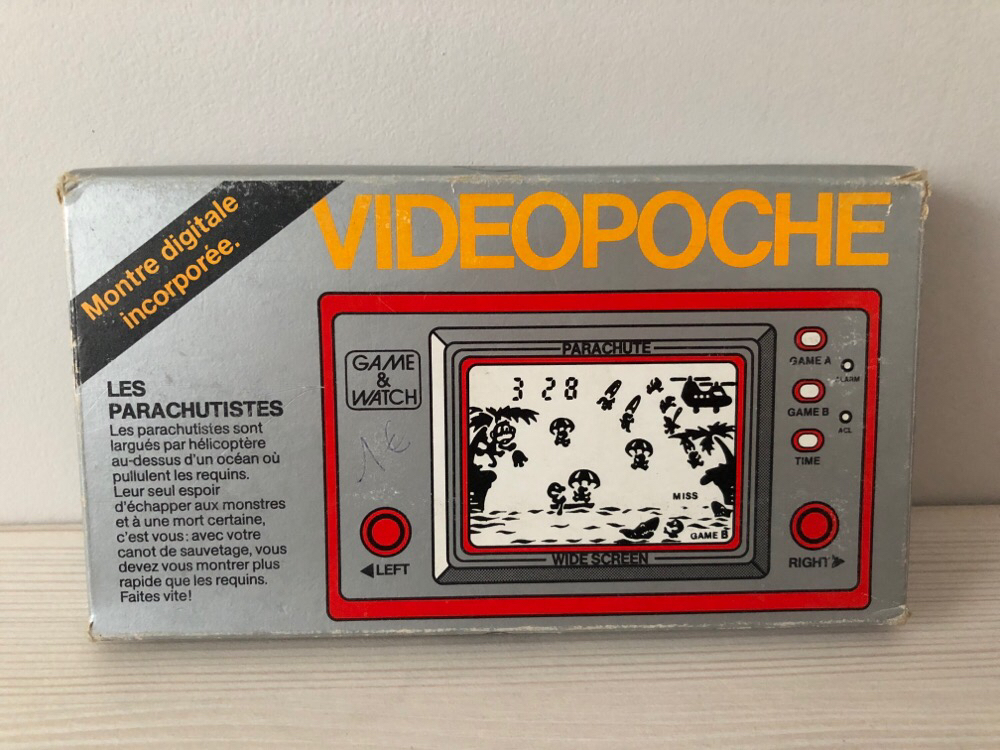 VIDEOPOCHE
Montre digitale
incorporée.
LES
PARACHUTISTES
Les parachutistes sont
largués par hélicoptère
au-dessus d'un océan où
pullulent les requins.
Leur seul espoir
d'échapper aux monstres
et à une mort certaine,
c'est vous: avec votre
canot de sauvetage, vous
devez vous montrer plus
rapide que les requins.
Faites vite!
GAME
&
WATCH
LEFT
PARACHUTE
3 28
MISS
GAME B
WIDE SCREEN
GAME A
ALARM
GAME B
ACL
TIME
RIGHT